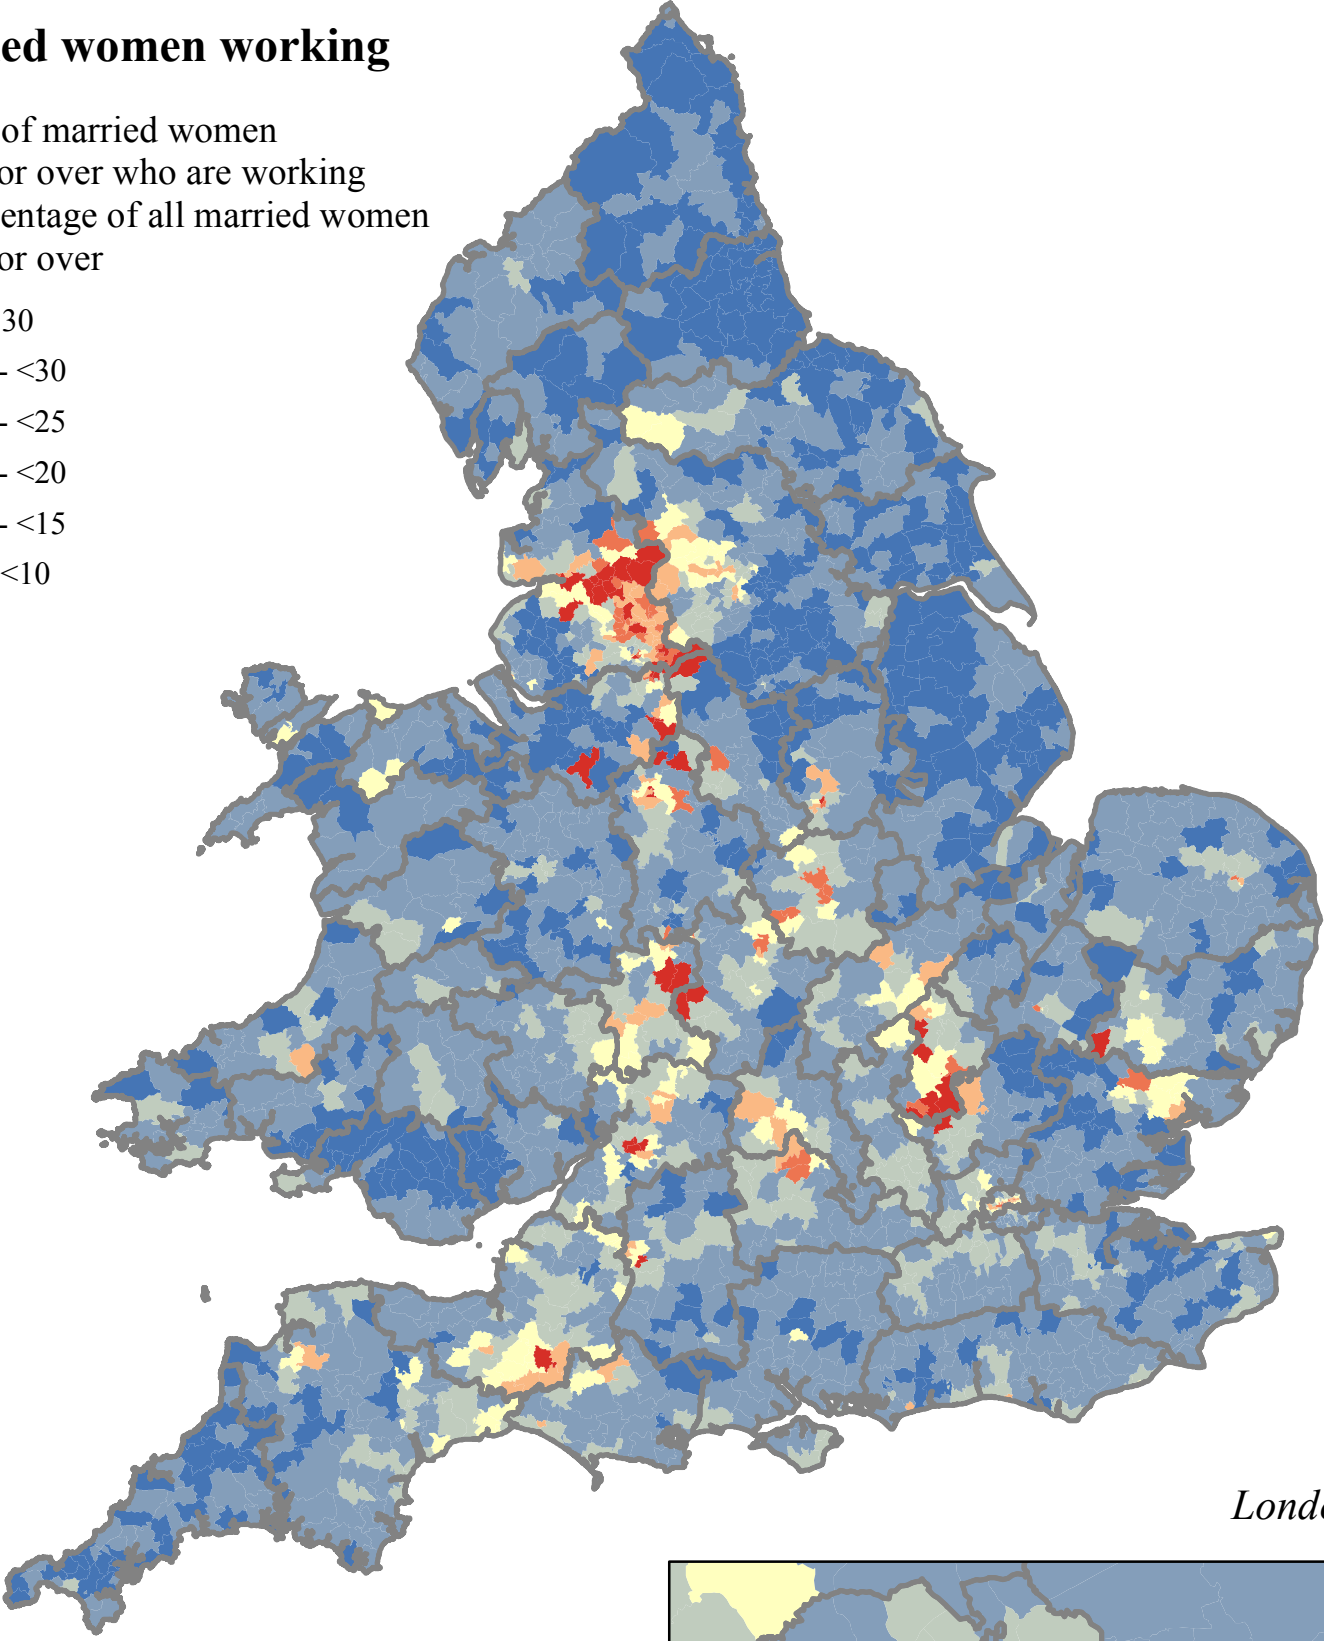 ed women working
of married women
or over who are working
entage of all married women
or over
30
- <30
- <25
- <20
- <15
<10
Londo